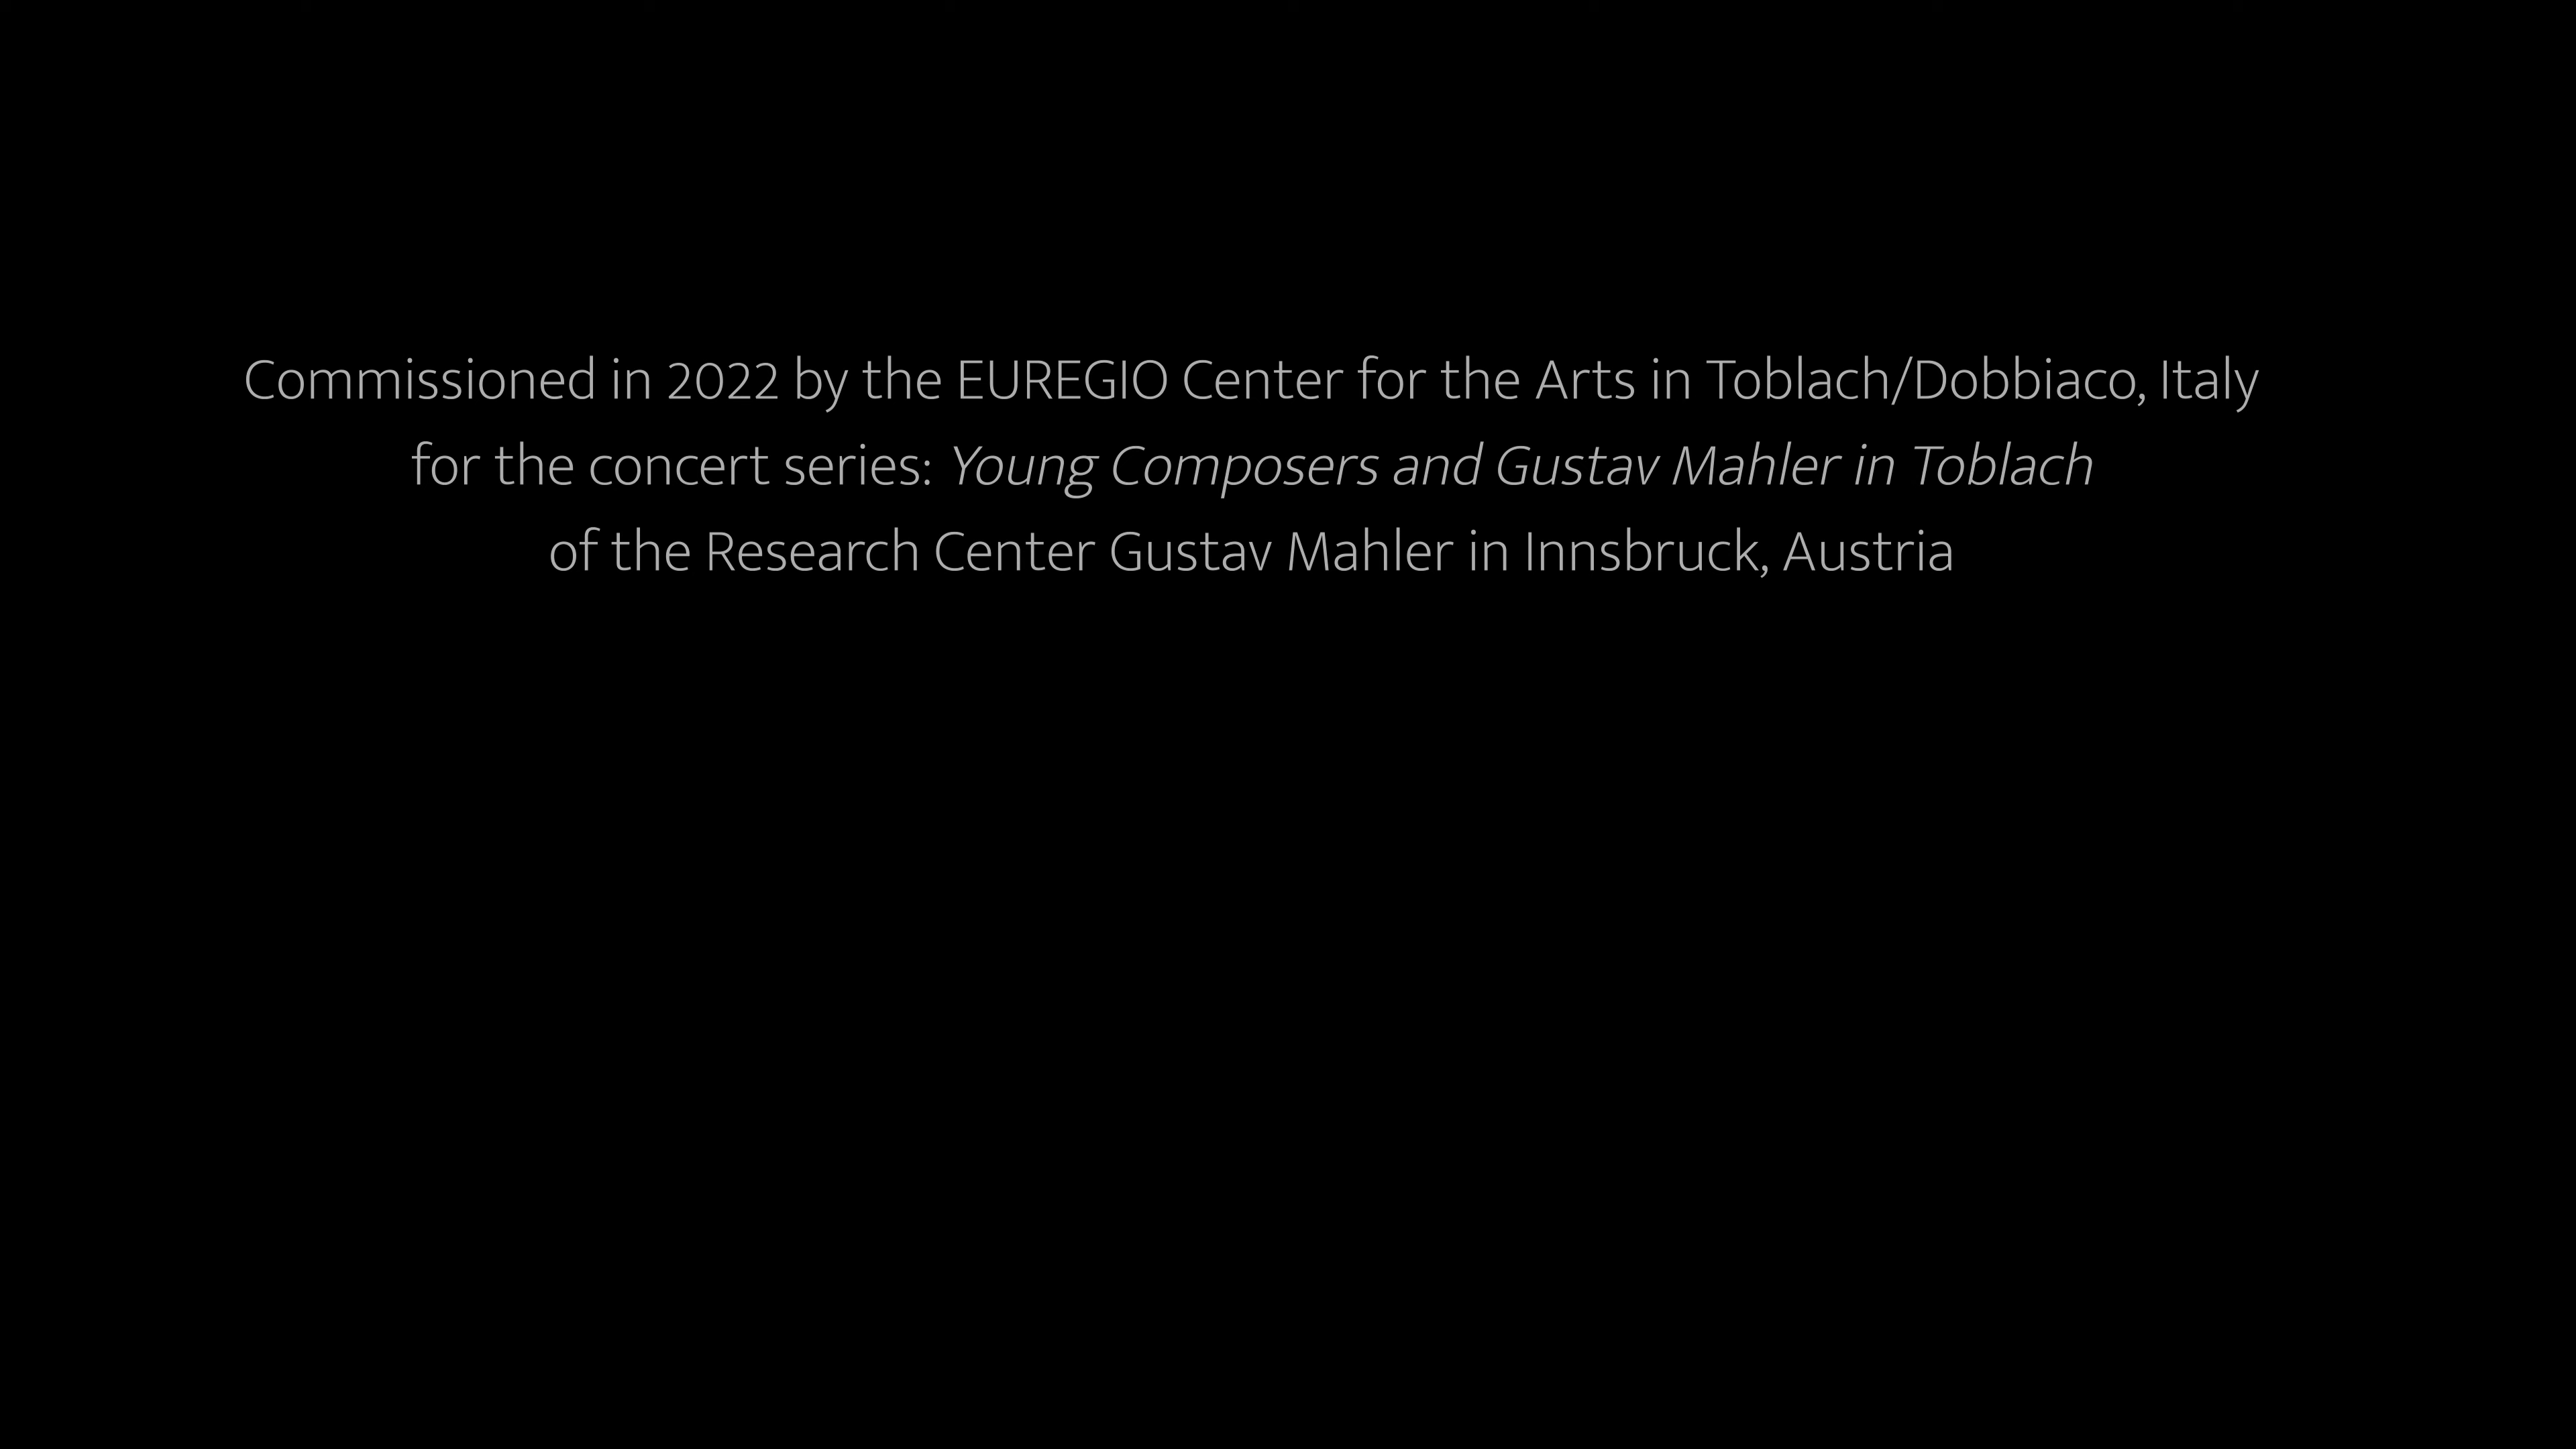 Commissioned in 2022 by the EUREGIO Center for the Arts in Toblach/Dobbiaco, Italy
for the concert series: Young Composers and Gustav Mahler in Toblach
of the Research Center Gustav Mahler in Innsbruck, Austria